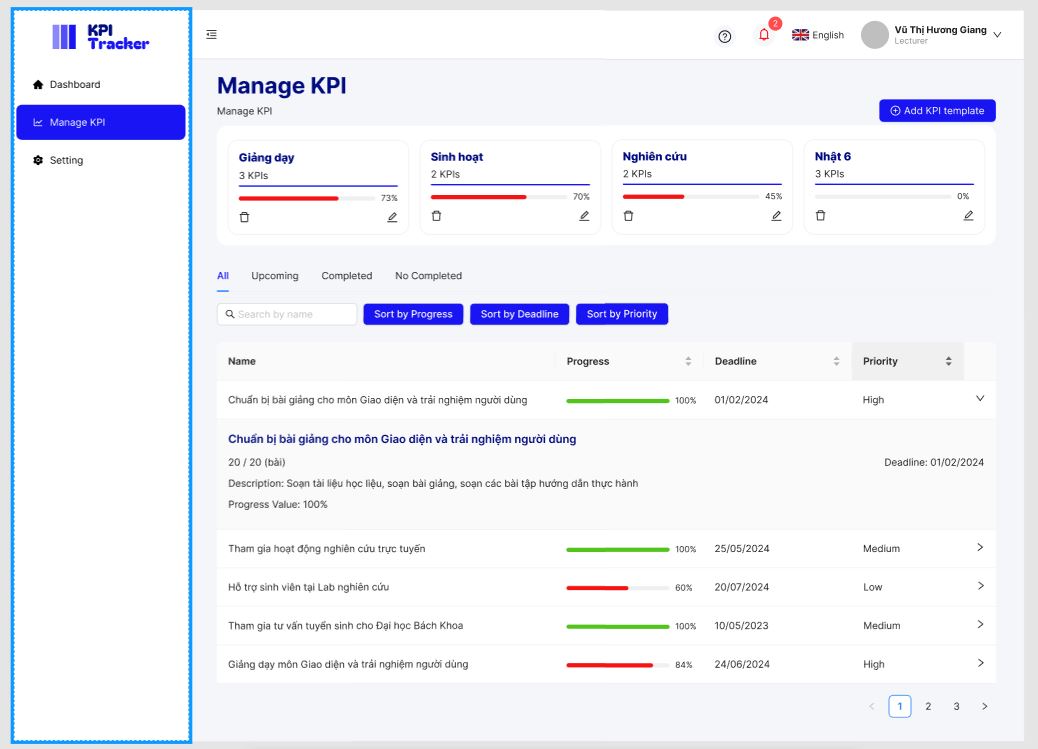 KPI
Tracker
Dashboard
Manage KPI
Setting
2
English
Vũ Thị Hương Giang
Lecturer
Manage KPI
Manage KPI
Add KPI template
Giảng dạy
3 KPIs
73%
Sinh hoạt
2 KPIs
70%
Nghiên cứu
2 KPIs
45%
Nhật 6
3 KPIs
0%
All Upcoming Completed No Completed
Search by name Sort by Progress Sort by Deadline Sort by Priority
Name Progress Deadline Priority
Chuẩn bị bài giảng cho môn Giao diện và trải nghiệm người dùng 100% 01/02/2024 High
Chuẩn bị bài giảng cho môn Giao diện và trải nghiệm người dùng
20 / 20 (bài) Deadline: 01/02/2024
Description: Soạn tài liệu học liệu, soạn bài giảng, soạn các bài tập hướng dẫn thực hành
Progress Value: 100%
Tham gia hoạt động nghiên cứu trực tuyến 100% 25/05/2024 Medium
Hỗ trợ sinh viên tại Lab nghiên cứu 60% 20/07/2024 Low
Tham gia tư vấn tuyển sinh cho Đại học Bách Khoa 100% 10/05/2023 Medium
Giảng dạy môn Giao diện và trải nghiệm người dùng 84% 24/06/2024 High
1 2 3